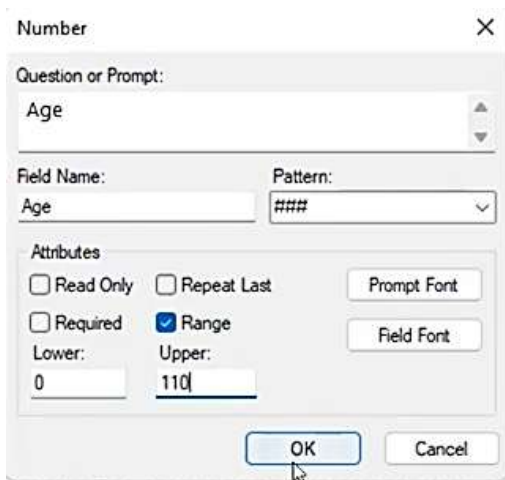 Number
Question or Prompt:
Age
Field Name: Pattern:
Age ###
Attributes
Read Only Repeat Last Prompt Font
Required Range Field Font
Lower: Upper:
0 110
OK Cancel